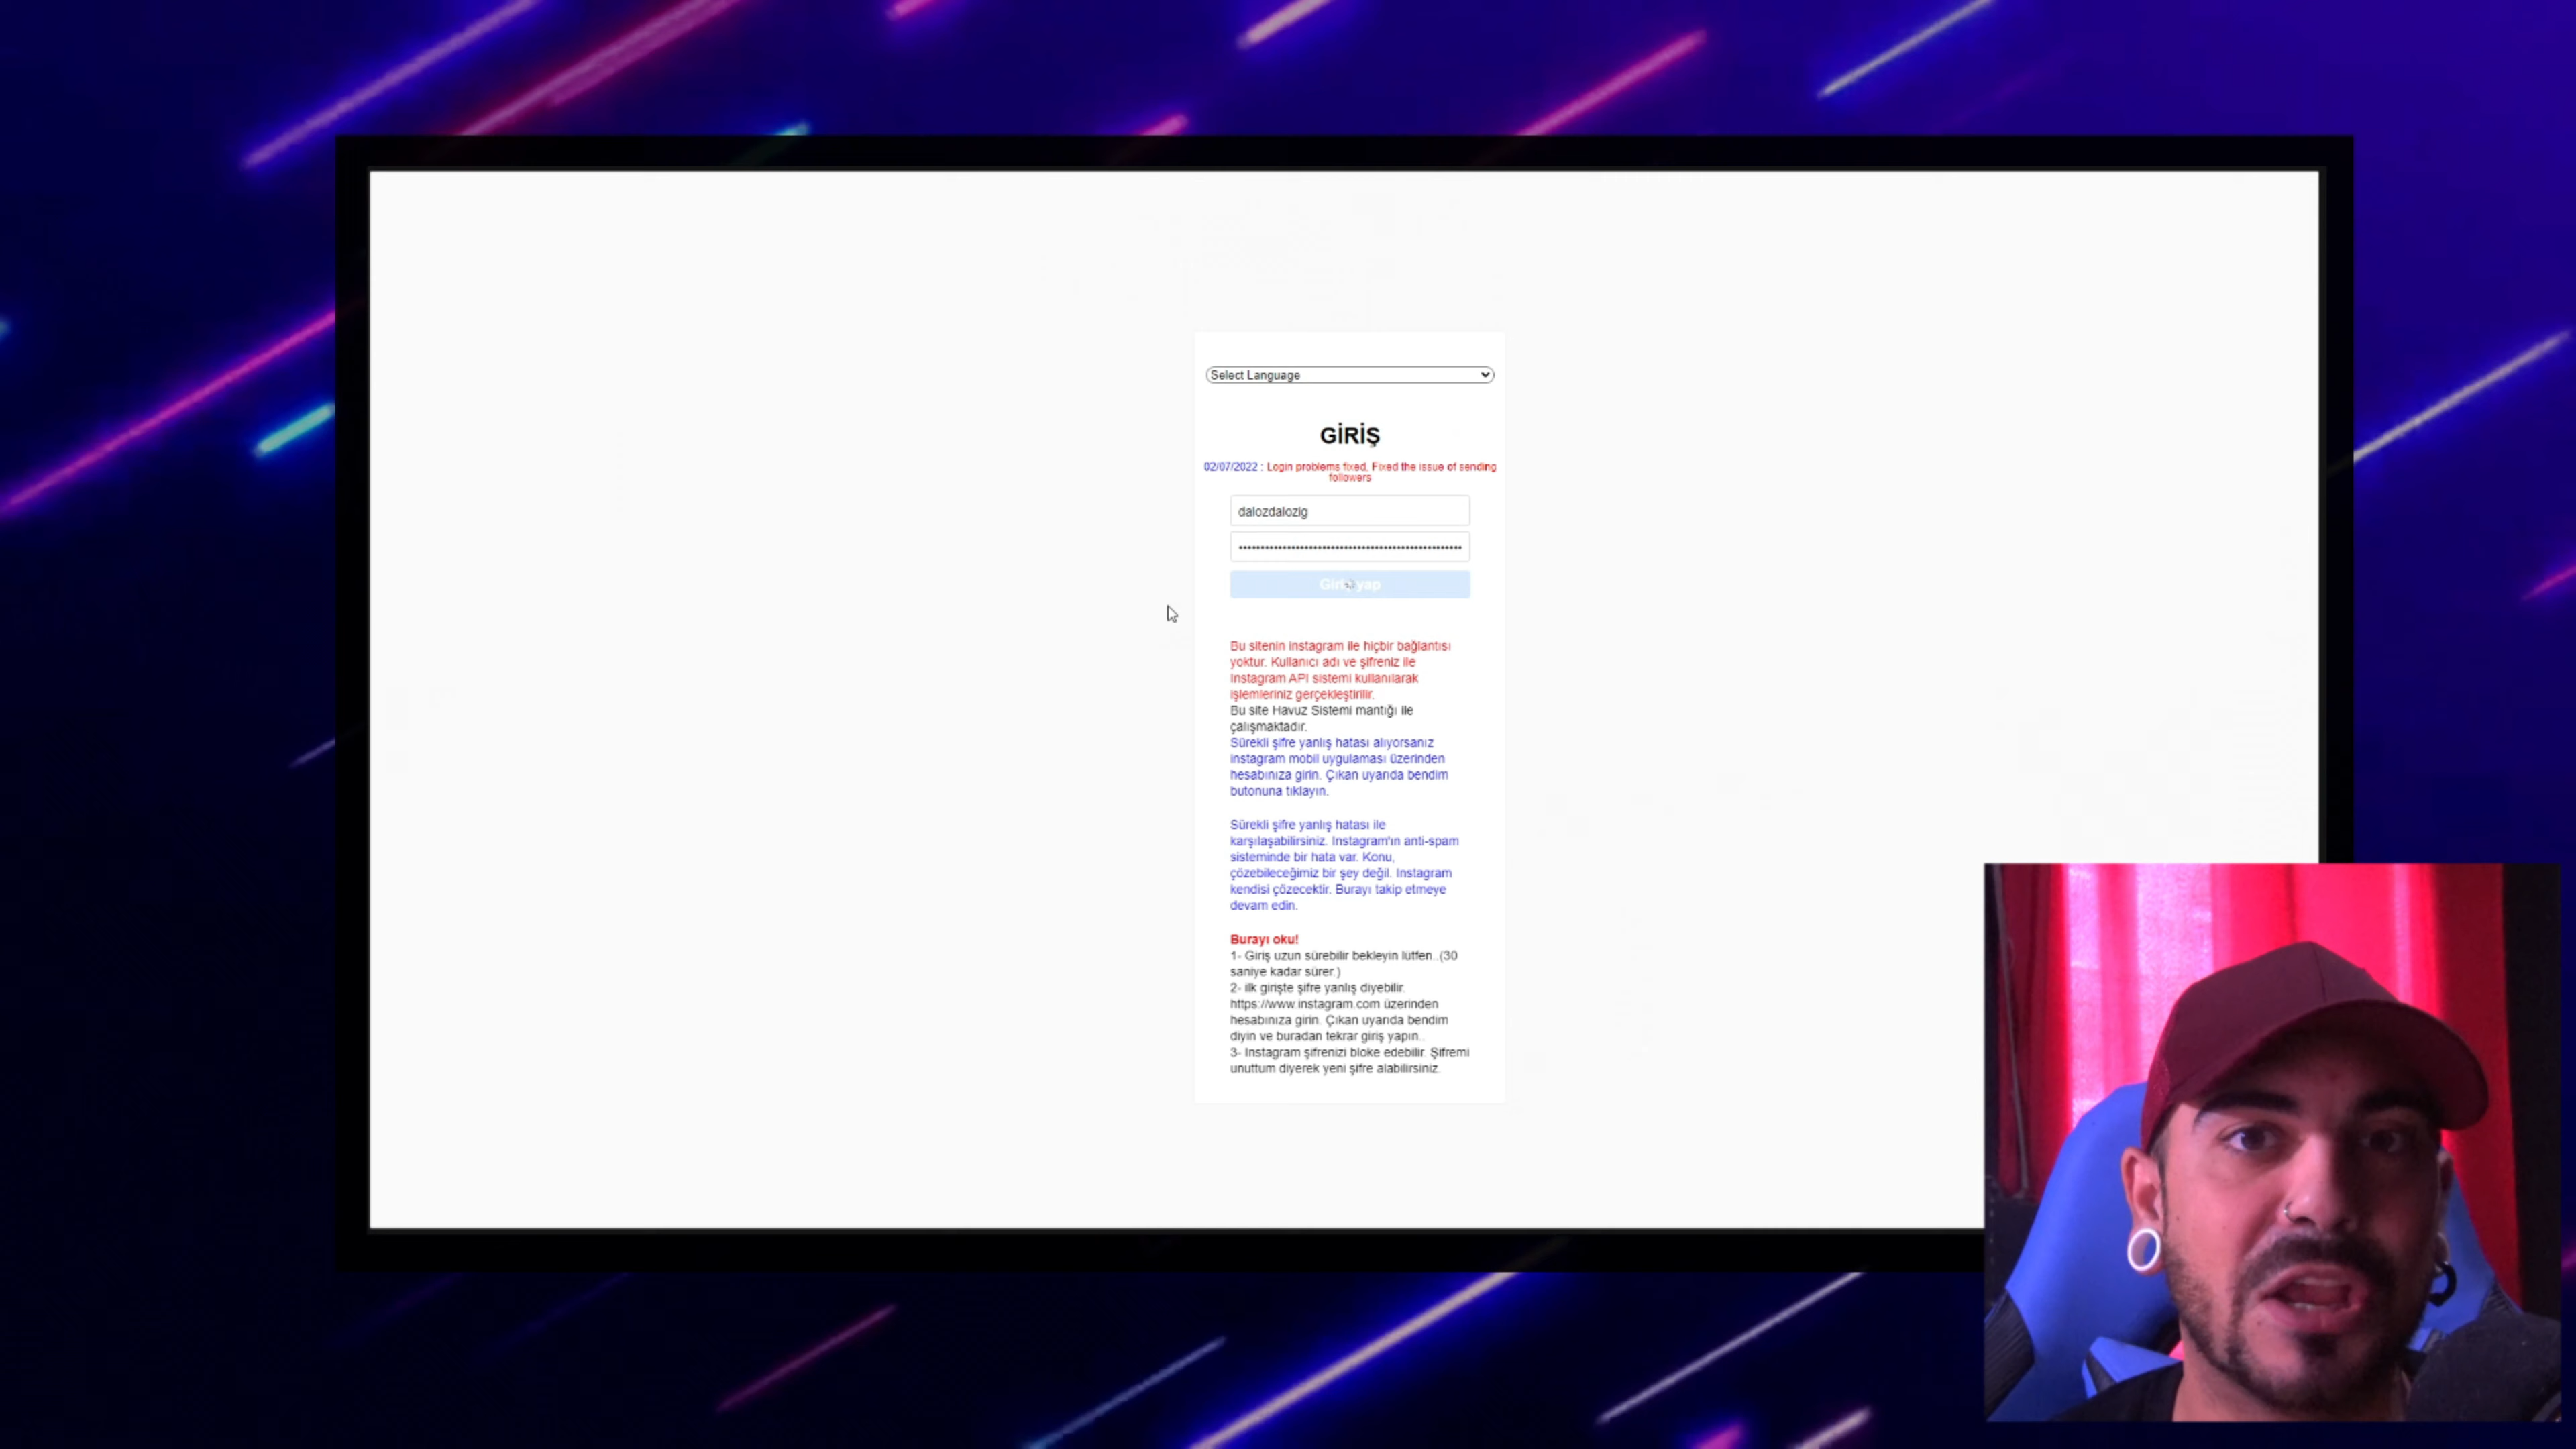 Select Language
GİRİŞ
02/07/2022 : Login problems fixed, Fixed the issue of sending
followers
dalozdalozig
yap
Bu sitenin instagram ile hiçbir bağlantısı
yoktur. Kullanıcı adı ve şifreniz ile
Instagram API sistemi kullanılarak
işlemleriniz gerçekleştirilir.
Bu site Havuz Sistemi mantığı ile
çalışmaktadır.
Sürekli şifre yanlış hatası alıyorsanız
instagram mobil uygulaması üzerinden
hesabınıza girin. Çıkan uyarıda bendim
butonuna tıklayın.
Sürekli şifre yanlış hatası ile
karşılaşabilirsiniz. Instagram'ın anti-spam
sisteminde bir hata var. Konu,
çözebileceğimiz bir şey değil. Instagram
kendisi çözecektir. Burayı takip etmeye
devam edin.
Burayı oku!
1- Giriş uzun sürebilir bekleyin lütfen..(30
saniye kadar sürer.)
2- ilk girişte şifre yanlış diyebilir.
https://www.instagram.com üzerinden
hesabınıza girin. Çıkan uyarıda bendim
diyin ve buradan tekrar giriş yapın..
3- Instagram şifrenizi bloke edebilir. Şifremi
unuttum diyerek yeni şifre alabilirsiniz.